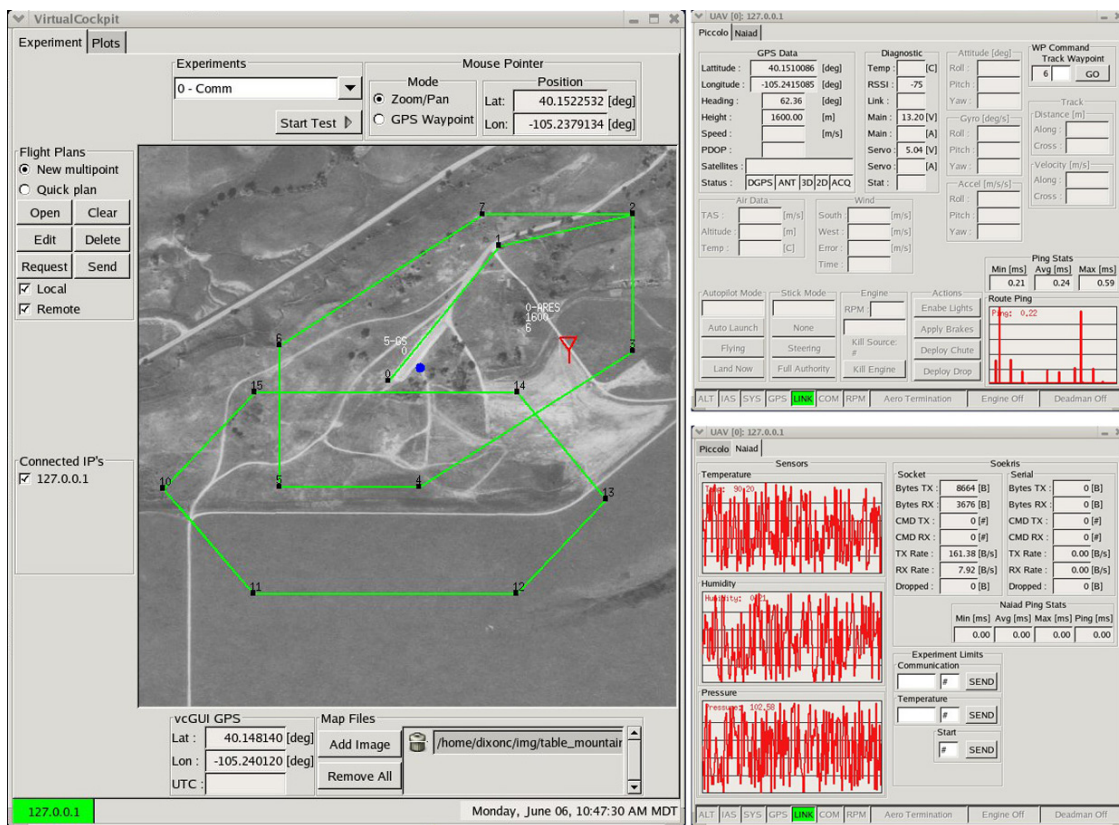 VirtualCockpit
Experiment Plots
Experiments
0 - Comm
Start Test
Mouse Pointer
Mode
Zoom/Pan
GPS Waypoint
Position
Lat: 40.1522532 [deg]
Lon: -105.2379134 [deg]
Flight Plans
New multipoint
Quick plan
Open Clear
Edit Delete
Request Send
Local
Remote
Connected IP's
127.0.0.1
7 2
1
0-ARES
1600
6
5-GS
0
6 3
0
15 14
10 5 4 13
11 12
vcGUI GPS
Lat : 40.148140 [deg]
Lon : -105.240120 [deg]
UTC :
Map Files
Add Image
Remove All
/home/dixonc/img/table_mountain
127.0.0.1
Monday, June 06, 10:47:30 AM MDT
UAV [0]: 127.0.0.1
Piccolo Naiad
GPS Data
Lattitude : 40.1510086 [deg]
Longitude : -105.2415085 [deg]
Heading : 62.36 [deg]
Height : 1600.00 [m]
Speed : [m/s]
PDOP :
Satellites :
Status : DGPS ANT 3D 2D ACQ
Diagnostic
Temp : [C]
RSSI : -75
Link :
Main : 13.20 [V]
Main : [A]
Servo : 5.04 [V]
Servo : [A]
Stat :
Attitude [deg]
Roll :
Pitch :
Yaw :
Gyro [deg/s]
Roll :
Pitch :
Yaw :
Accel [m/s/s]
Roll :
Pitch :
Yaw :
WP Command
Track Waypoint
6 GO
Track
Distance [m]
Along :
Cross :
Velocity [m/s]
Along :
Cross :
Air Data
TAS : [m/s]
Altitude : [m]
Temp : [C]
Wind
South : [m/s]
West : [m/s]
Error : [m/s]
Time :
Ping Stats
Min [ms] Avg [ms] Max [ms]
0.21 0.24 0.59
Route Ping
Ping: 0.22
Autopilot Mode
Auto Launch
Flying
Land Now
Stick Mode
None
Steering
Full Authority
Engine
RPM :
Kill Source:
#
Kill Engine
Actions
Enabe Lights
Apply Brakes
Deploy Chute
Deploy Drop
ALT IAS SYS GPS LINK COM RPM Aero Termination Engine Off Deadman Off
UAV [0]: 127.0.0.1
Piccolo Naiad
Sensors
Temperature
Temp: 90.20
Humidity
Humidity: 0.21
Pressure
Pressure: 102.58
Soekris
Socket
Bytes TX : 8664 [B]
Bytes RX : 3676 [B]
CMD TX : 0 [#]
CMD RX : 0 [#]
TX Rate : 161.38 [B/s]
RX Rate : 7.92 [B/s]
Dropped : 0 [B]
Serial
Bytes TX : 0 [B]
Bytes RX : 0 [B]
CMD TX : 0 [#]
CMD RX : 0 [#]
TX Rate : 0.00 [B/s]
RX Rate : 0.00 [B/s]
Dropped : 0 [B]
Naiad Ping Stats
Min [ms] Avg [ms] Max [ms] Ping [ms]
0.00 0.00 0.00 0.00
Experiment Limits
Communication
# SEND
Temperature
# SEND
Start
# SEND
ALT IAS SYS GPS LINK COM RPM Aero Termination Engine Off Deadman Off